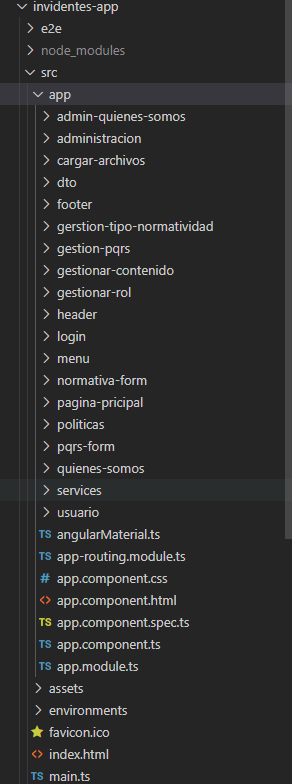 invidentes-app
e2e
node_modules
src
app
admin-quienes-somos
administracion
cargar-archivos
dto
footer
gerstion-tipo-normatividad
gestion-pqrs
gestionar-contenido
gestionar-rol
header
login
menu
normativa-form
pagina-pricipal
politicas
pqrs-form
quienes-somos
services
usuario
TS angularMaterial.ts
TS app-routing.module.ts
# app.component.css
<> app.component.html
TS app.component.spec.ts
TS app.component.ts
TS app.module.ts
assets
environments
favicon.ico
<> index.html
TS main.ts